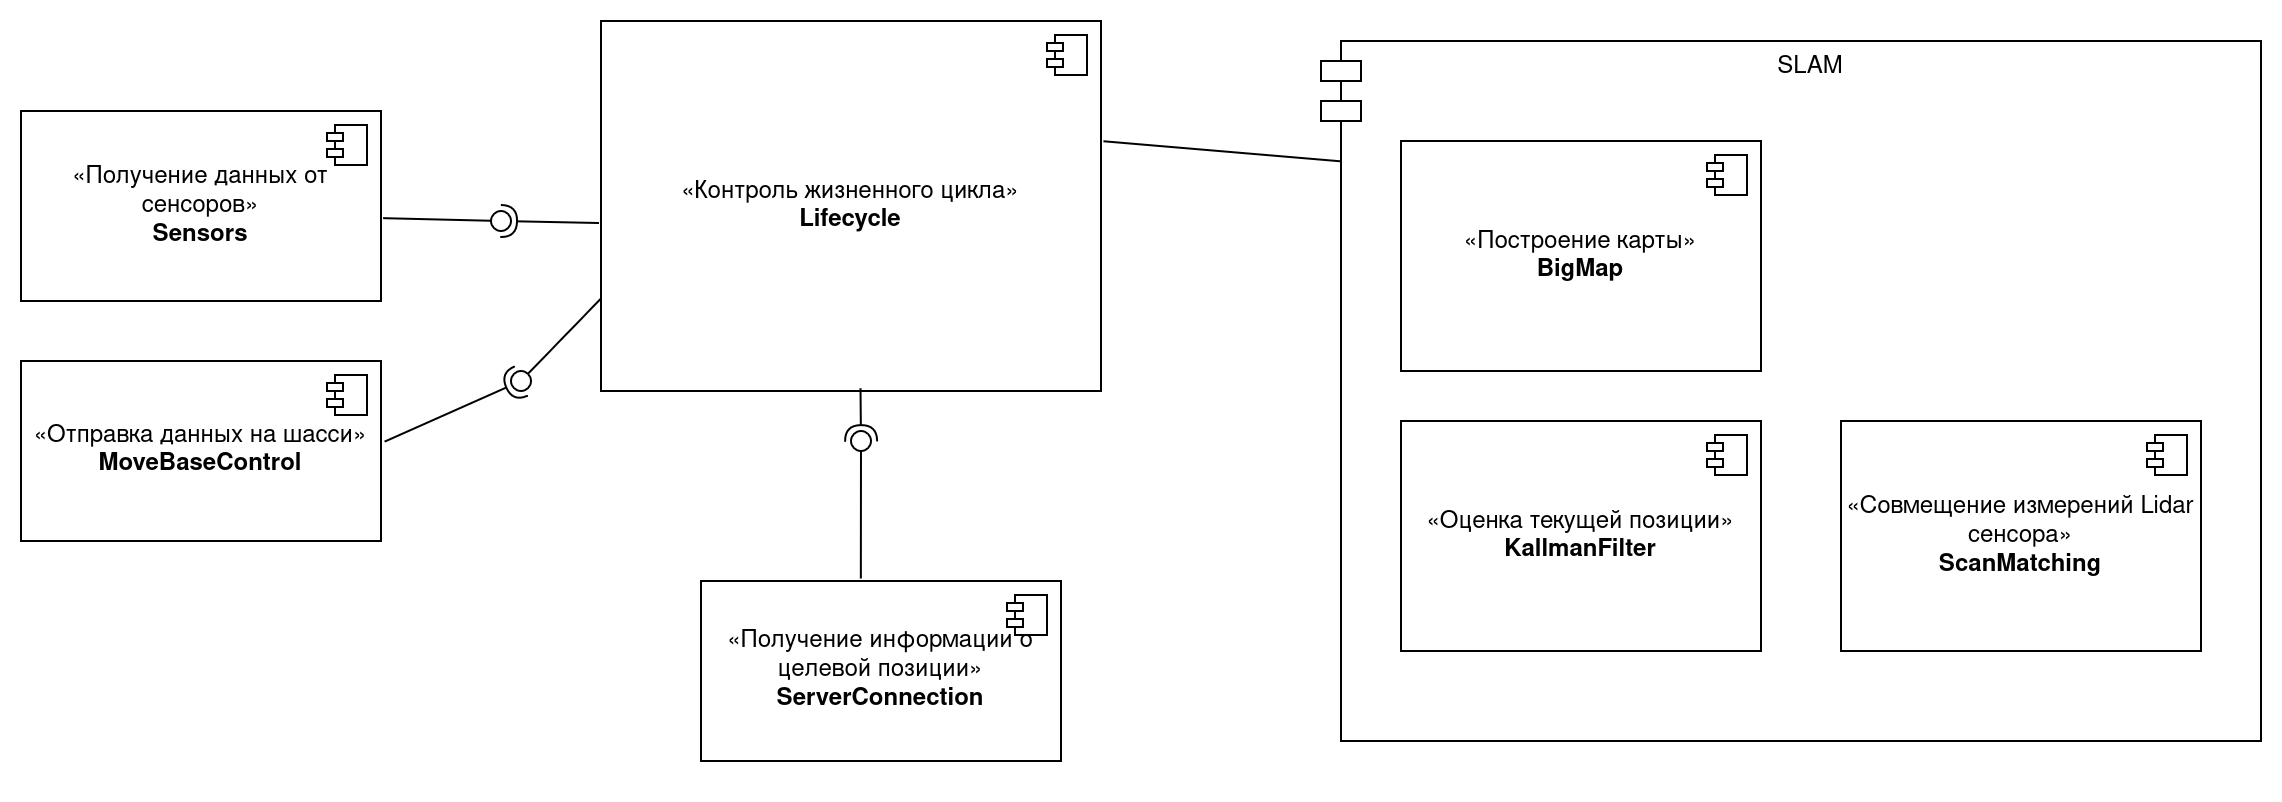 «Получение данных от
сенсоров»
Sensors
«Отправка данных на шасси»
MoveBaseControl
«Контроль жизненного цикла»
Lifecycle
«Получение информации о
целевой позиции»
ServerConnection
SLAM
«Построение карты»
BigMap
«Оценка текущей позиции»
KallmanFilter
«Совмещение измерений Lidar
сенсора»
ScanMatching